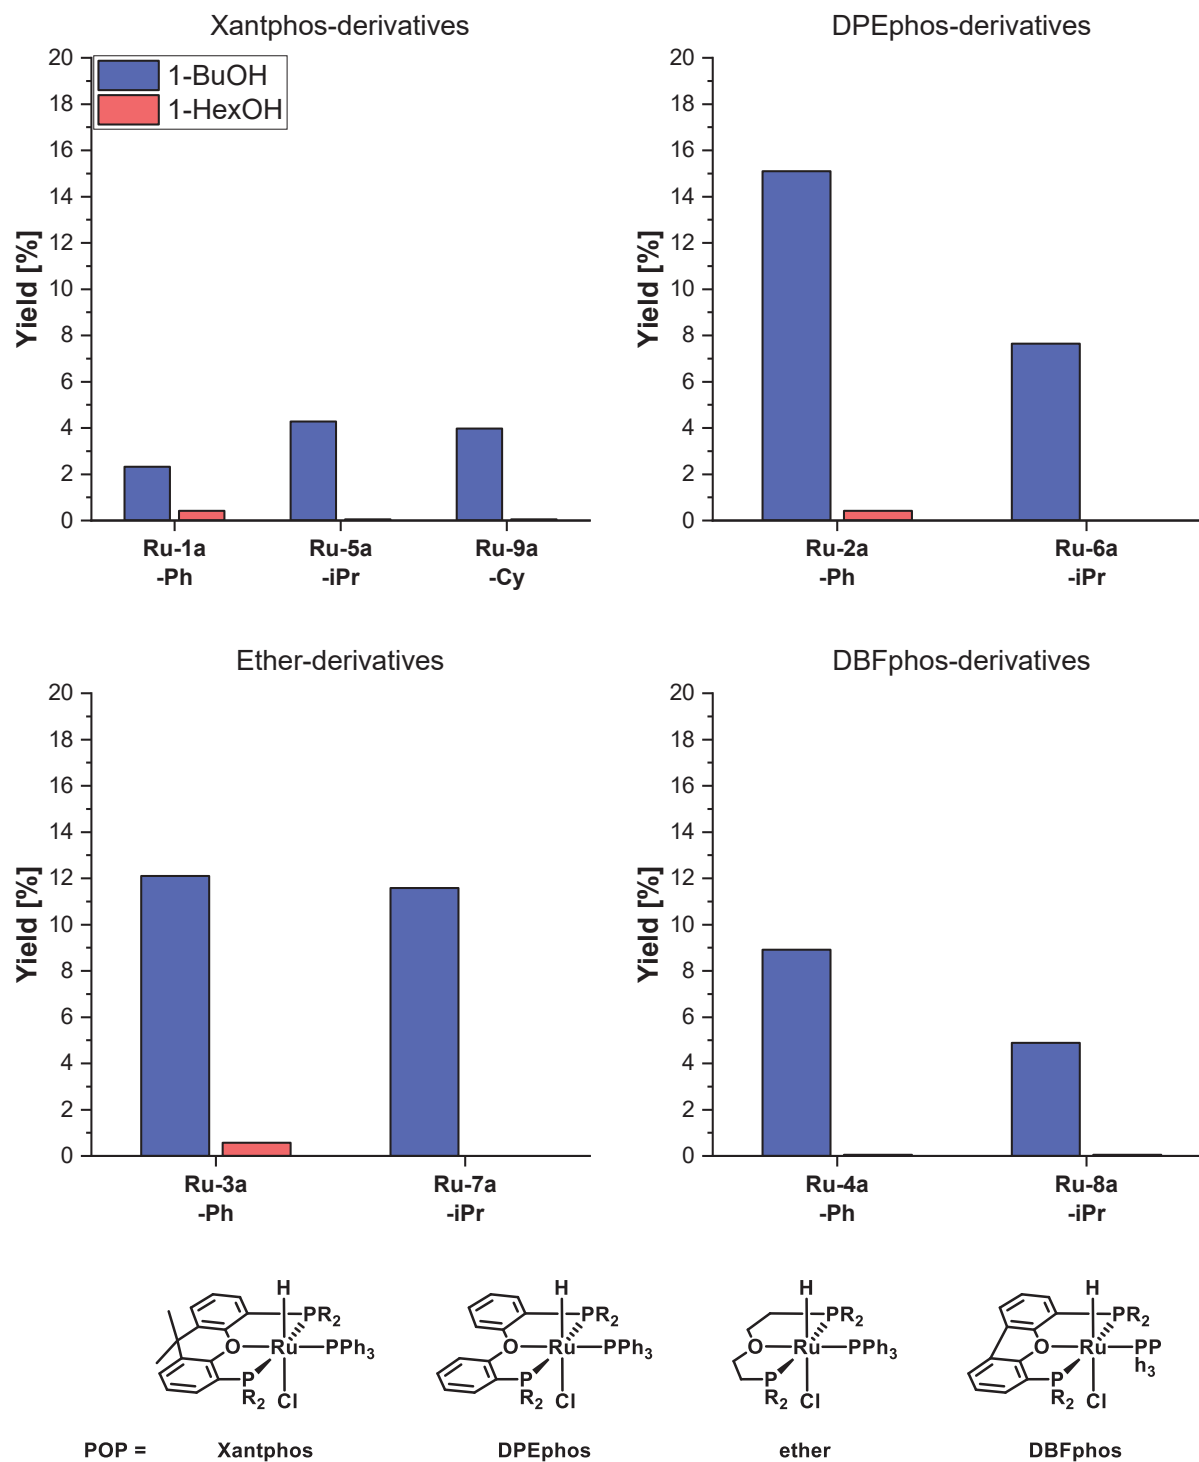 Xantphos-derivatives
20
18
16
14
12
10
8
6
4
2
0
Yield [%]
1-BuOH
1-HexOH
Ru-1a
-Ph
Ru-5a
-iPr
Ru-9a
-Cy
DPEphos-derivatives
20
18
16
14
12
10
8
6
4
2
0
Yield [%]
Ru-2a
-Ph
Ru-6a
-iPr
Ether-derivatives
20
18
16
14
12
10
8
6
4
2
0
Yield [%]
Ru-3a
-Ph
Ru-7a
-iPr
DBFphos-derivatives
20
18
16
14
12
10
8
6
4
2
0
Yield [%]
Ru-4a
-Ph
Ru-8a
-iPr
H
PR2
O Ru PPh3
P
R2 Cl
H
PR2
O Ru PPh3
P
R2 Cl
H
PR2
O Ru PPh3
P
R2 Cl
H
PR2
O Ru PP
h3
P
R2 Cl
POP = Xantphos DPEphos ether DBFphos